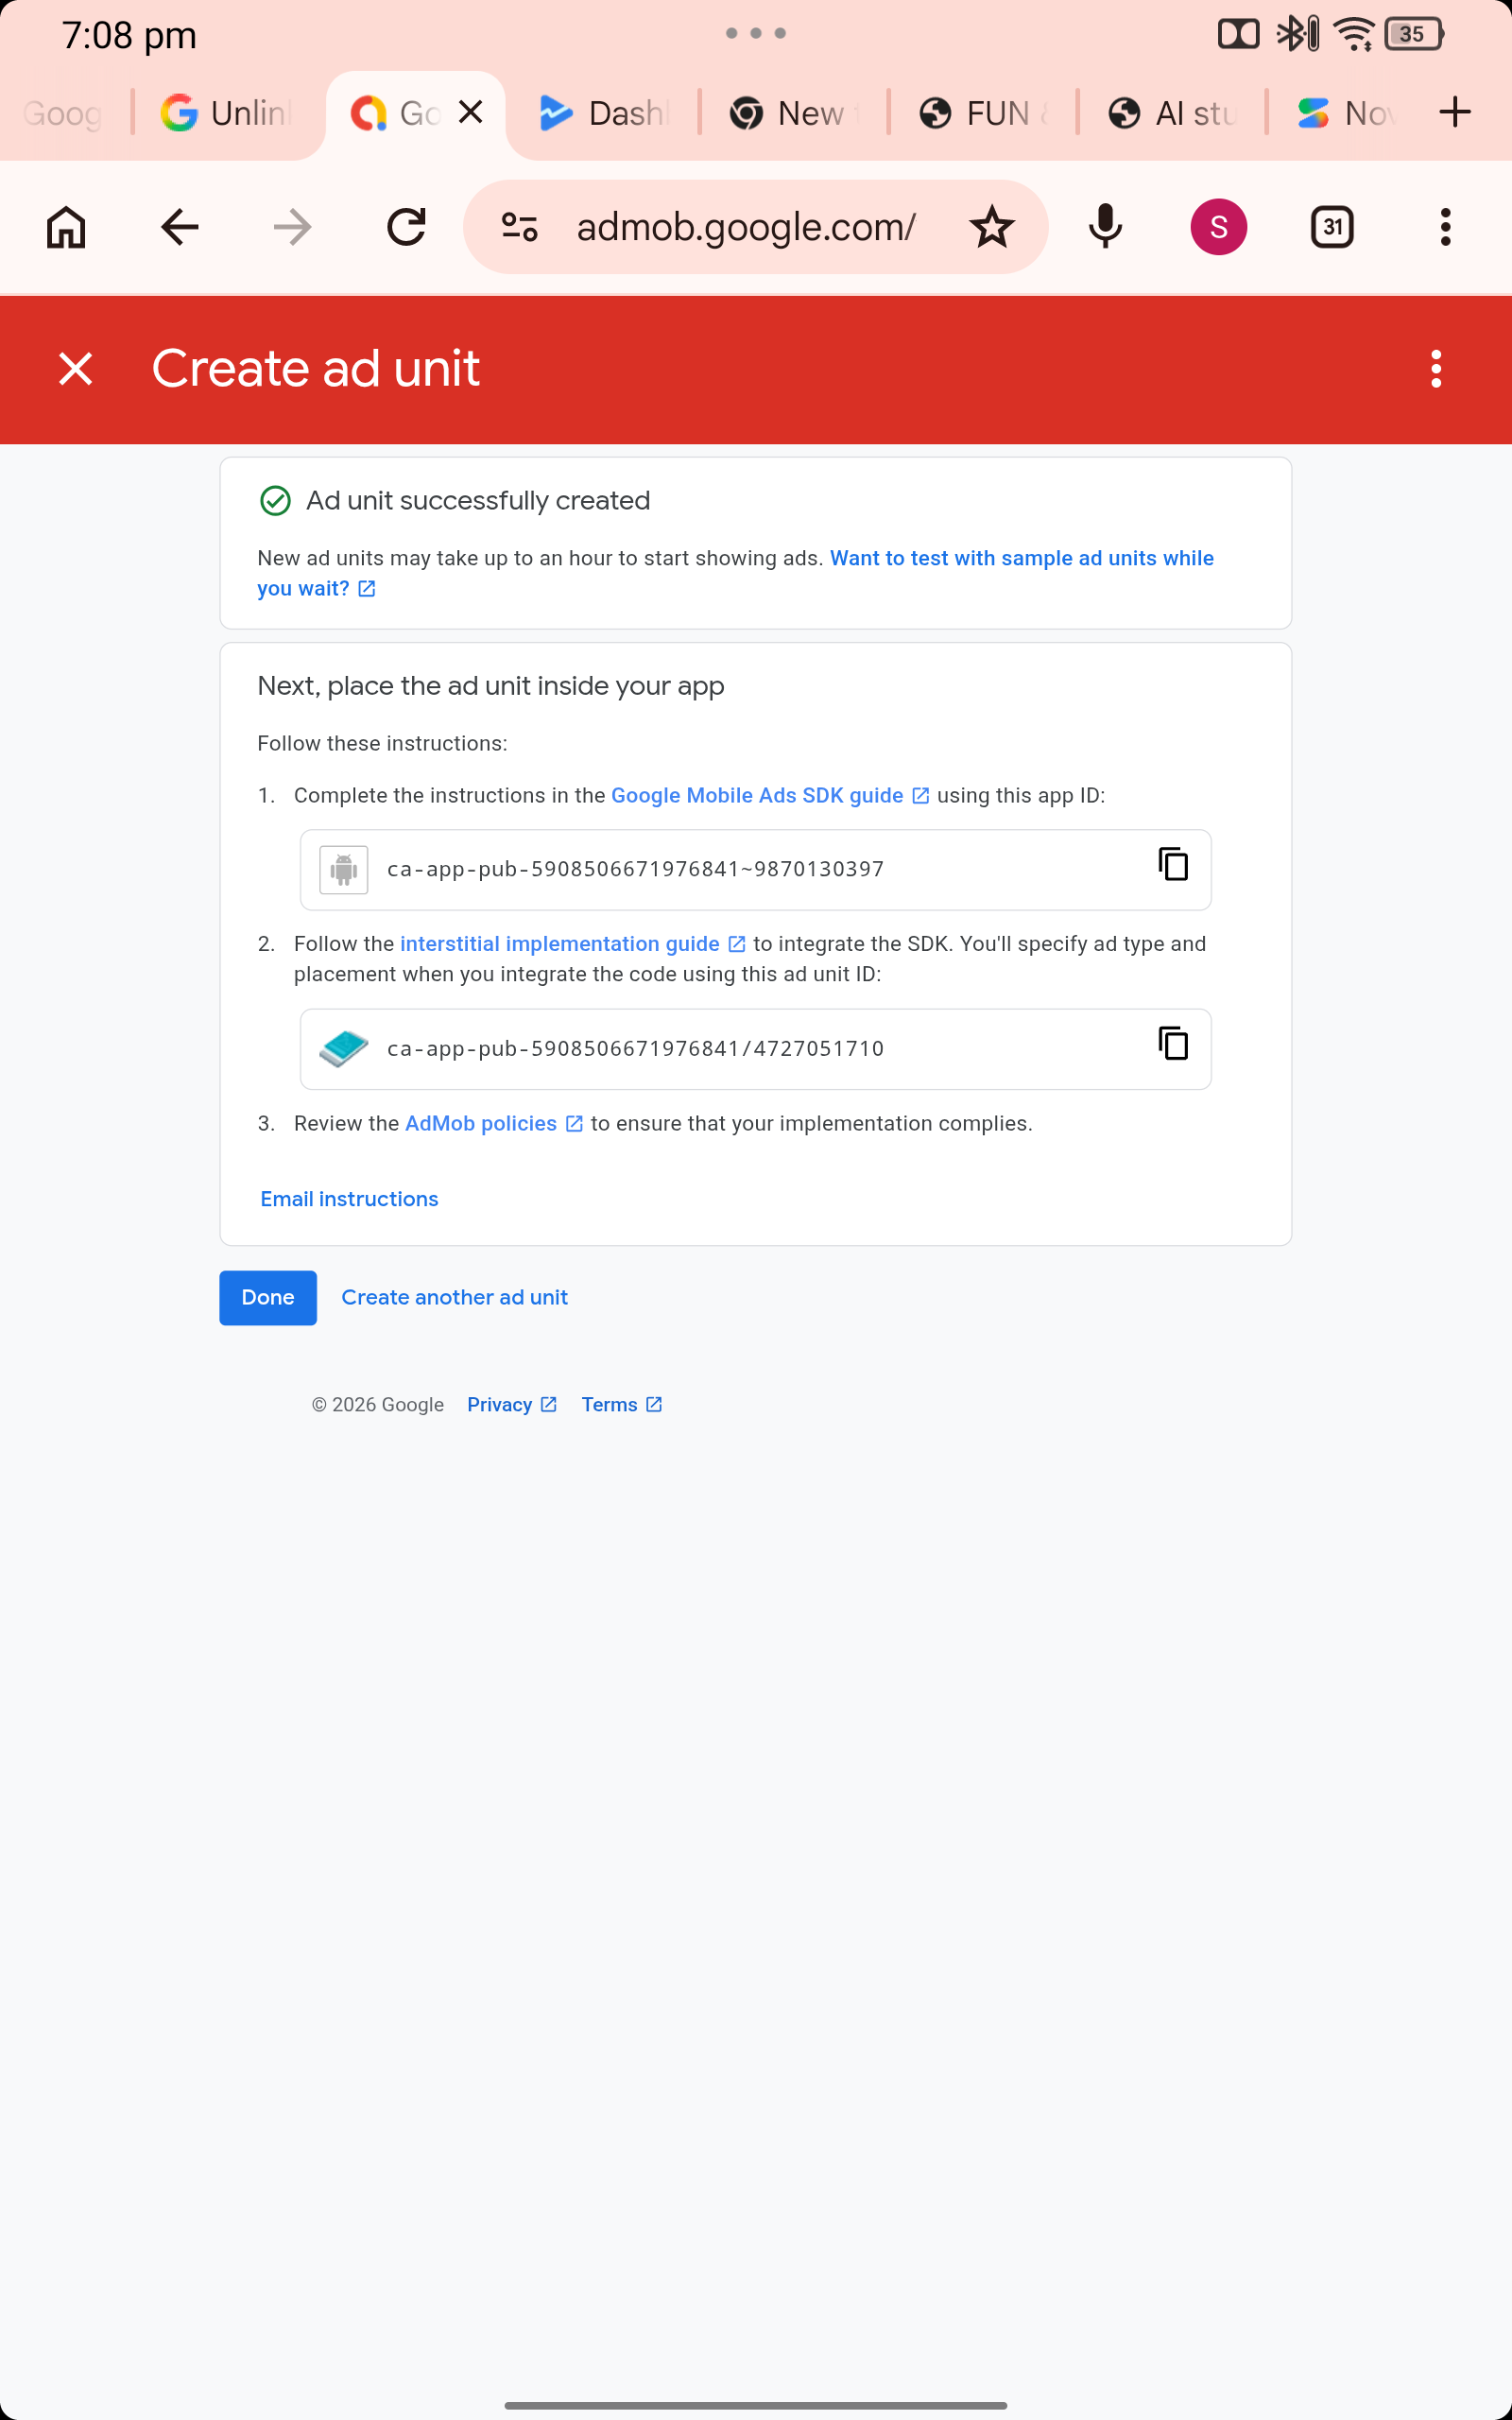 7:08 pm
35
Goog
Unlinl
Go
Dashl
New
FUN
AI stu
Nov
admob.google.com/
S
31
Create ad unit
Ad unit successfully created
New ad units may take up to an hour to start showing ads. Want to test with sample ad units while
you wait?
Next, place the ad unit inside your app
Follow these instructions:
1. Complete the instructions in the Google Mobile Ads SDK guide using this app ID:
ca-app-pub-5908506671976841~9870130397
2. Follow the interstitial implementation guide to integrate the SDK. You'll specify ad type and
placement when you integrate the code using this ad unit ID:
ca-app-pub-5908506671976841/4727051710
3. Review the AdMob policies to ensure that your implementation complies.
Email instructions
Done
Create another ad unit
© 2026 Google Privacy Terms